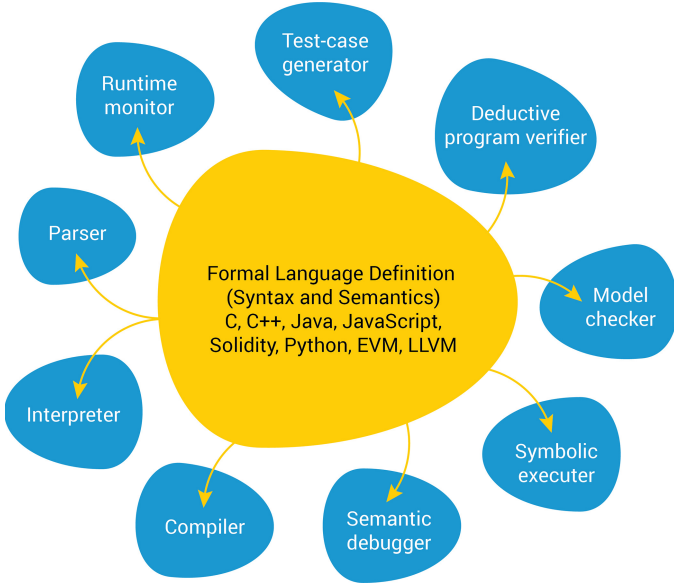 Test-case
generator
Runtime
monitor
Deductive
program verifier
Parser
Formal Language Definition
(Syntax and Semantics)
C, C++, Java, JavaScript,
Solidity, Python, EVM, LLVM
Model
checker
Interpreter
Symbolic
executer
Compiler
Semantic
debugger